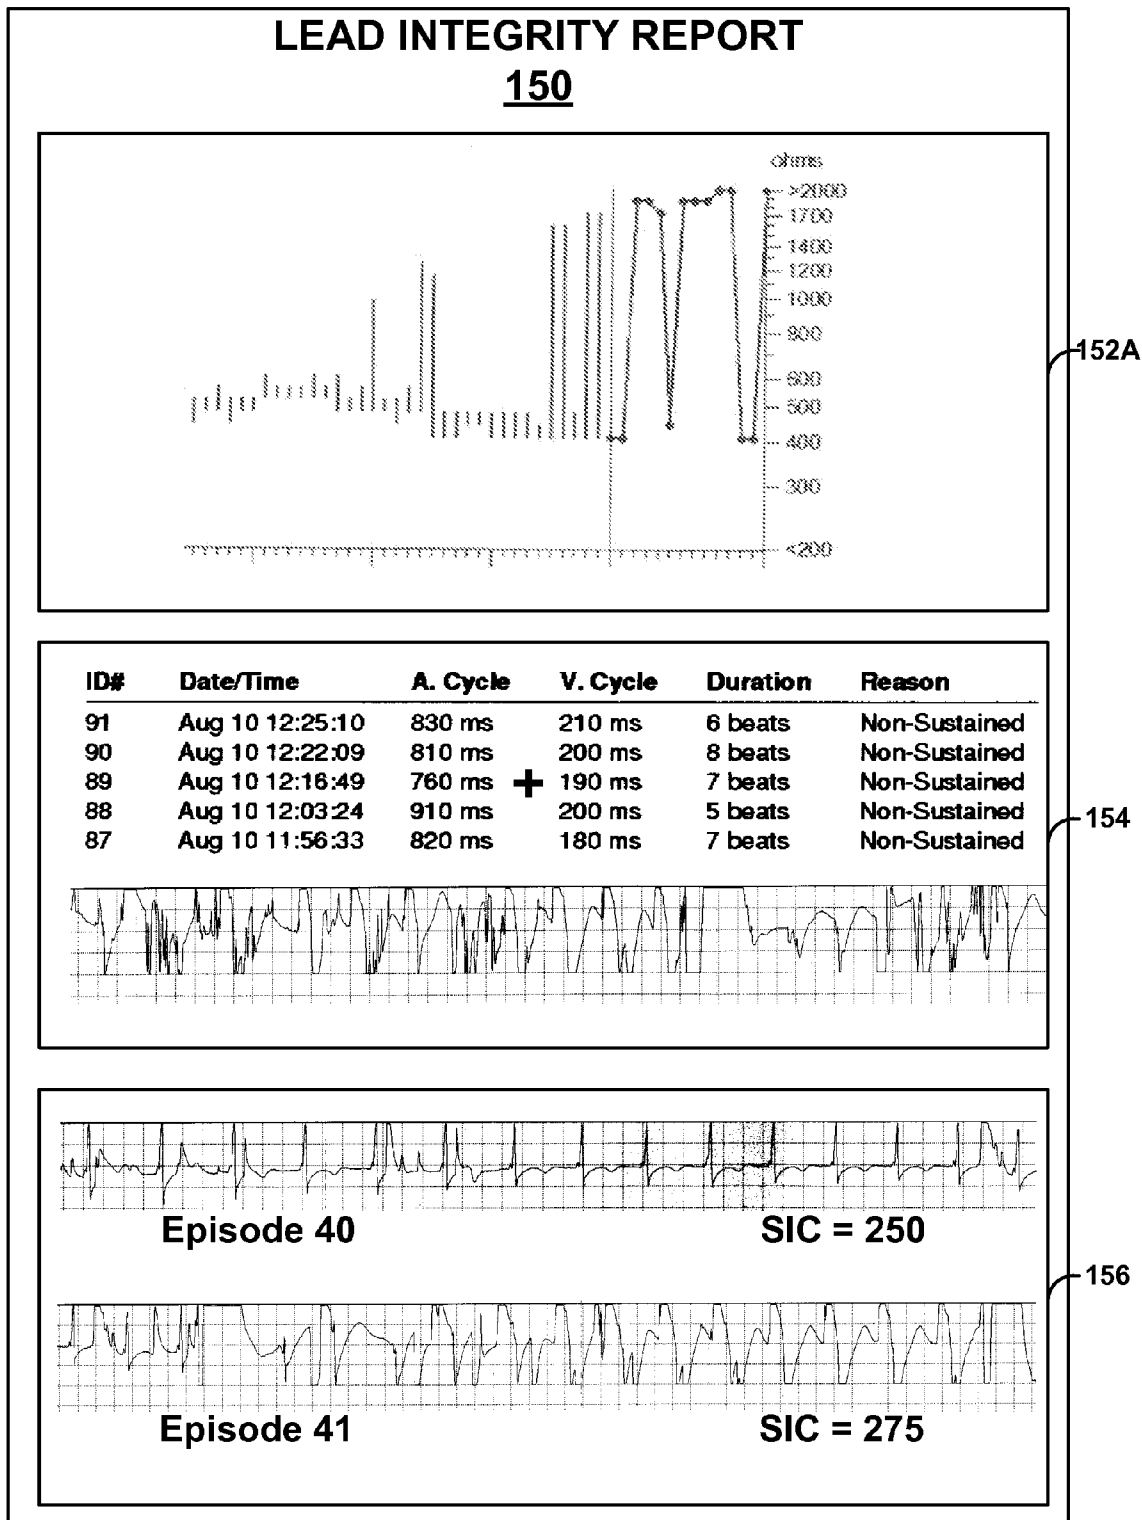 LEAD INTEGRITY REPORT
150
ohms
>2000
1700
1400
1200
1000
800
600
500
400
300
<200
152A
ID# Date/Time A. Cycle V. Cycle Duration Reason
91 Aug 10 12:25:10 830 ms 210 ms 6 beats Non-Sustained
90 Aug 10 12:22:09 810 ms 200 ms 8 beats Non-Sustained
89 Aug 10 12:16:49 760 ms + 190 ms 7 beats Non-Sustained
88 Aug 10 12:03:24 910 ms 200 ms 5 beats Non-Sustained
87 Aug 10 11:56:33 820 ms 180 ms 7 beats Non-Sustained
154
Episode 40 SIC = 250
156
Episode 41 SIC = 275